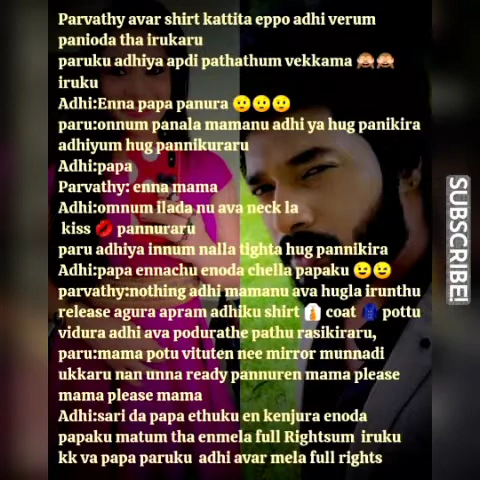 Parvathy avar shirt kattita eppo adhi verum
panioda tha irukaru
paruku adhiya apdi pathathum vekkama 🙈🙈
iruku
Adhi:Enna papa panura 😮😮😮
paru:onnum panala mamanu adhi ya hug panikira
adhiyum hug pannikuraru
Adhi:papa
Parvathy: enna mama
Adhi:omnum ilada nu ava neck la
kiss 💋 pannuraru
paru adhiya innum nalla tighta hug pannikira
Adhi:papa ennachu enoda chella papaku 😉😉
parvathy:nothing adhi mamanu ava hugla irunthu
release agura apram adhiku shirt 👔 coat 🧥 pottu
vidura adhi ava podurathe pathu rasikiraru,
paru:mama potu vituten nee mirror munnadi
ukkaru nan unna ready pannuren mama please
mama please mama
Adhi:sari da papa ethuku en kenjura enoda
papaku matum tha enmela full Rightsum iruku
kk va papa paruku adhi avar mela full rights
SUBSCRIBE!